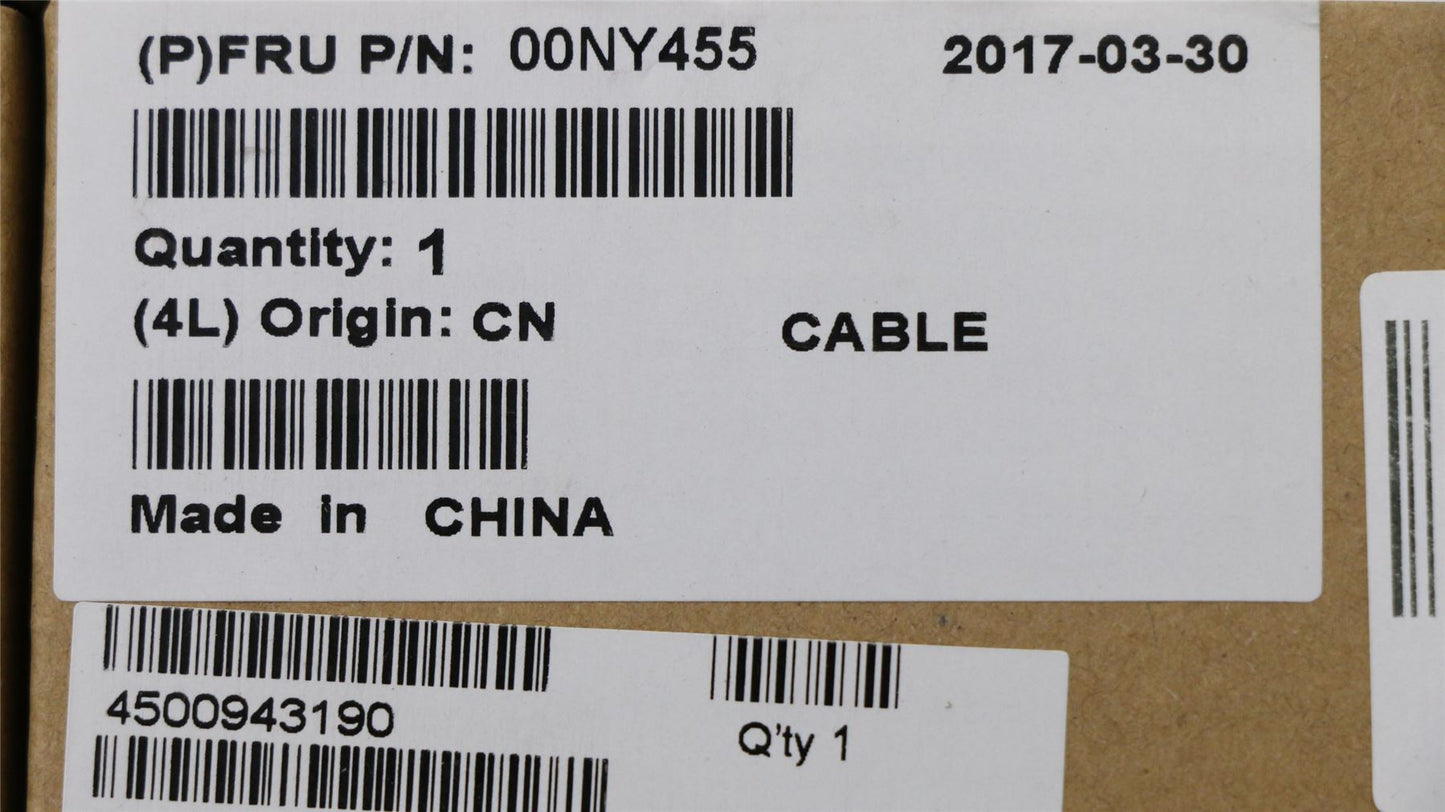 (P)FRU P/N: 00NY455 2017-03-30
Quantity: 1
(4L) Origin: CN CABLE
Made in CHINA
4500943190
Q'ty 1